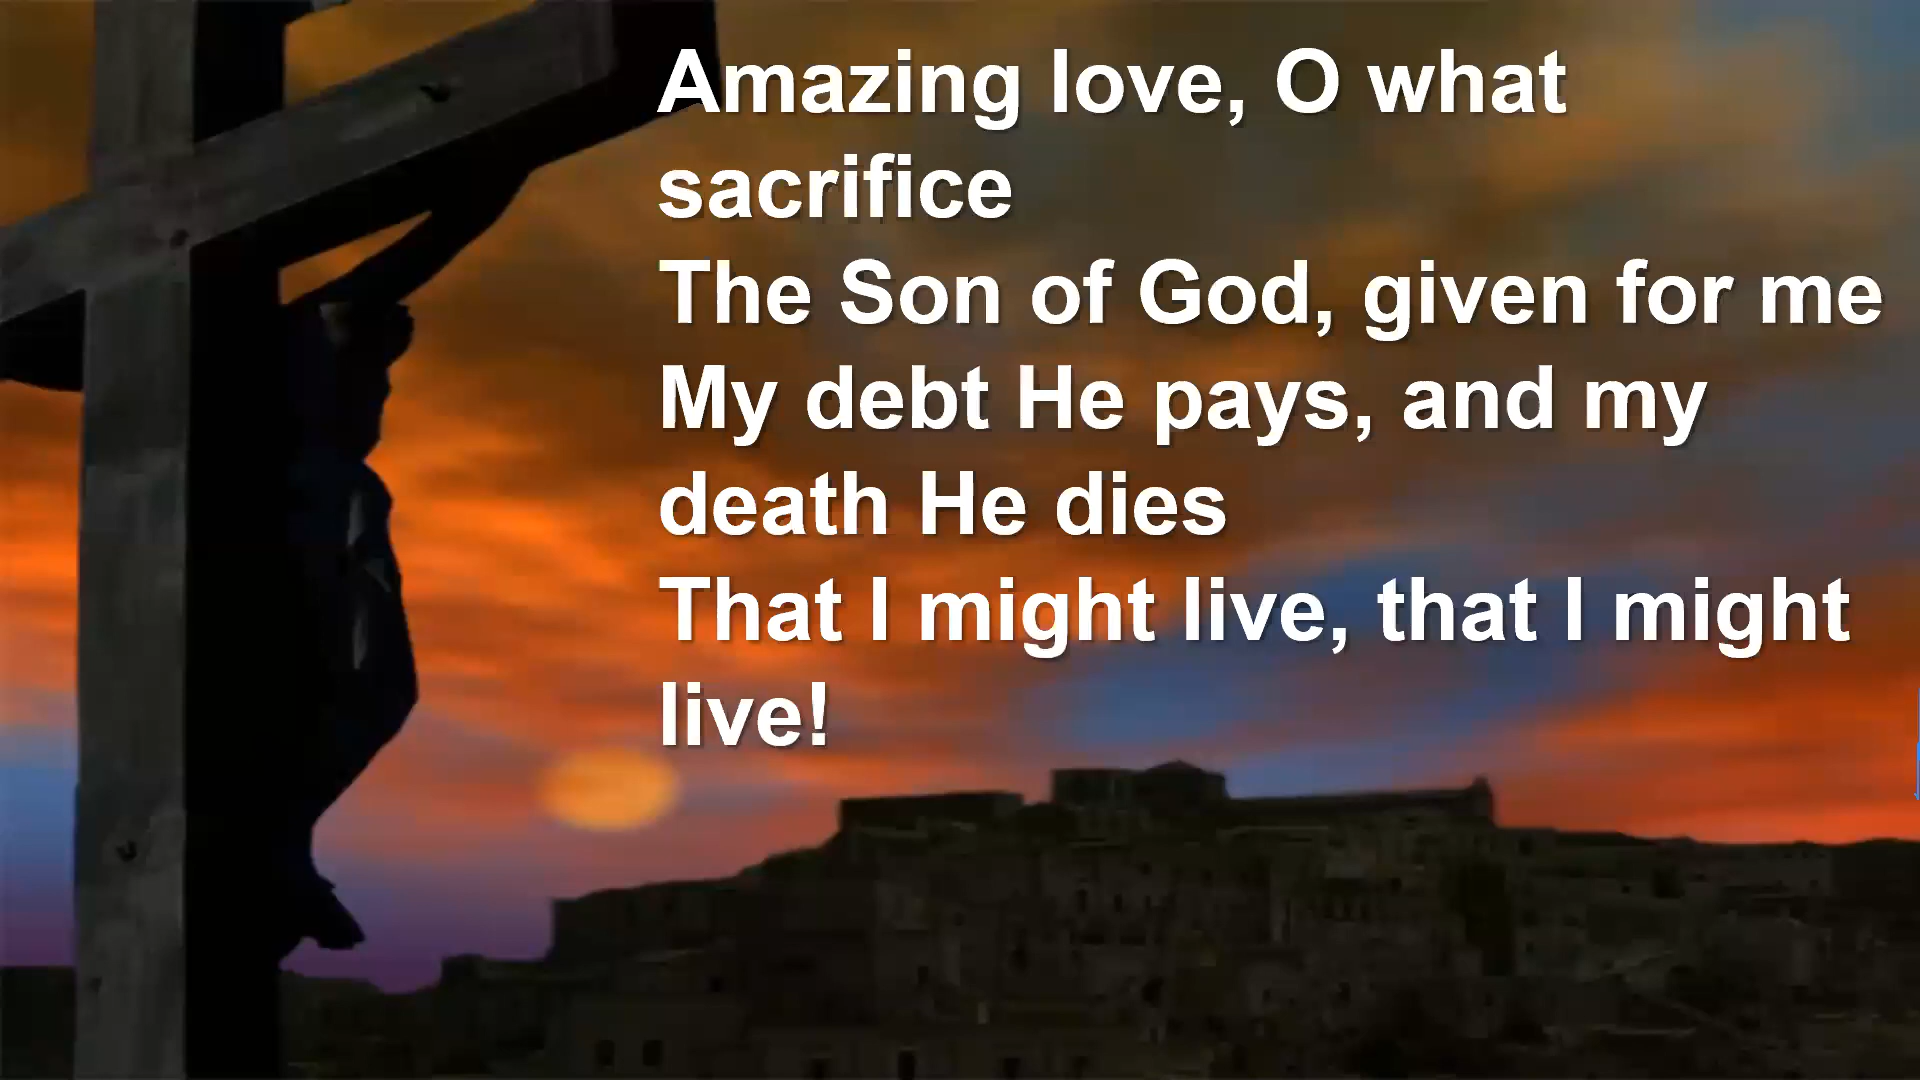 Amazing love, O what
sacrifice
The Son of God, given for me
My debt He pays, and my
death He dies
That I might live, that I might
live!